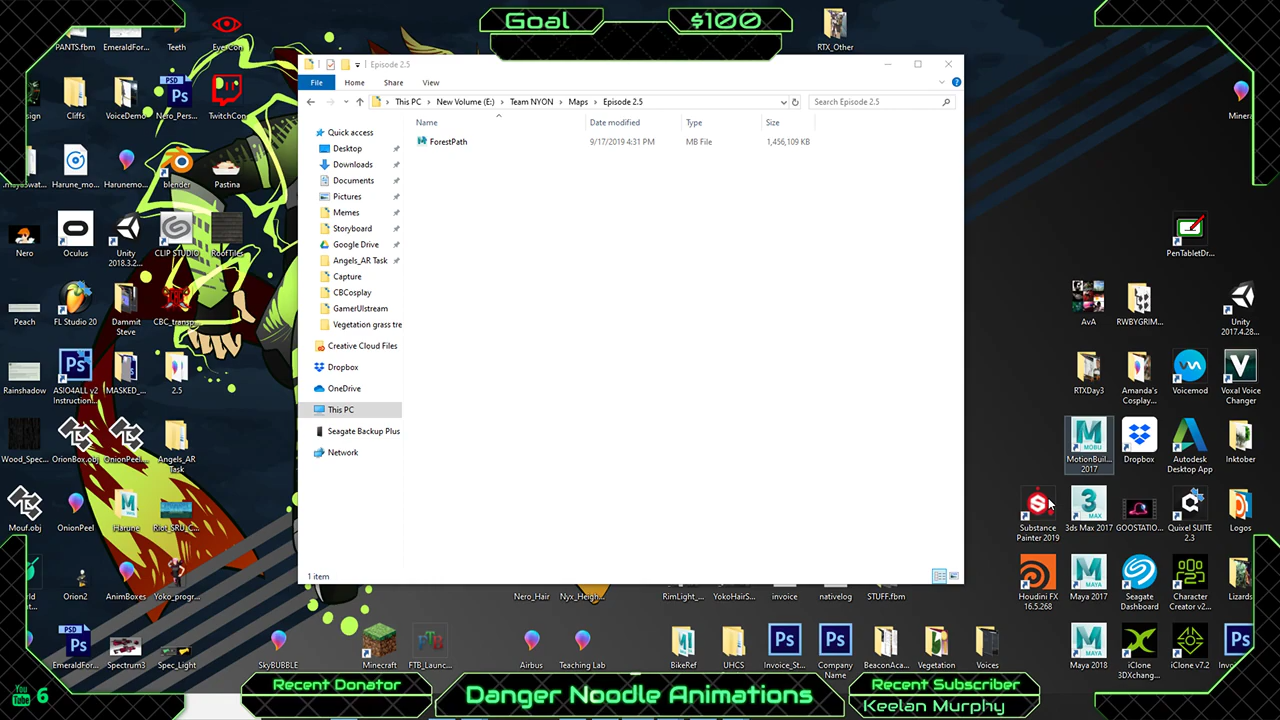 Goal
$100
PANTS.fbm
EmeraldFor...
Teeth
EyeCon
RTX_Other
Episode 2.5
File
Home
Share
View
This PC > New Volume (E:) > Team NYON > Maps > Episode 2.5
Search Episode 2.5
Name
Date modified
Type
Size
ForestPath
9/17/2019 4:31 PM
MB File
1,456,109 KB
Quick access
Desktop
Downloads
Documents
Pictures
Memes
Storyboard
Google Drive
Angels_AR Task
Capture
CBCosplay
GamerUIstream
Vegetation grass tre
Creative Cloud Files
Dropbox
OneDrive
This PC
Seagate Backup Plus
Network
1 item
sign
Cliffs
VoiceDemo
Nero_Pers...
TwitchCon
Harune_mo...
Harunemo...
blender
Pastina
Nero
Oculus
Unity
2018.3.2...
CLIP STUDIO
RoofTiles
Peach
FL Studio 20
Dammit
Steve
CBC_transp...
Rainshadow
ASIO4ALL v2
Instruction...
MASKED_...
2.5
Wood_Spec...
OrionBox.obj
OrionPeel...
Angels_AR
Task
Mouf.obj
OnionPeel
Harune
Riot_SRU_C...
Orion2
AnimBoxes
Yoko_progr...
EmeraldFor...
Spectrum3
Spec_Light
SkyBUBBLE
Minecraft
FTB_Launc...
Airbus
Teaching Lab
BikeRef
UHCS
Invoice_St...
Company
Name
BeaconAca...
Vegetation
Voices
Nero_Hair
Nyx_Heigh...
RimLight_...
YokoHairS...
invoice
nativelog
STUFF.fbm
Minera
PenTabletDr...
AvA
RWBYGRIM...
Unity
2017.4.28...
RTXDay3
Amanda's
Cosplay...
Voicemod
Voxal Voice
Changer
MotionBuil...
2017
Dropbox
Autodesk
Desktop App
Inktober
Substance
Painter 2019
3ds Max 2017
GOOSTATIO...
Quixel SUITE
2.3
Logos
Houdini FX
16.5.268
Maya 2017
Seagate
Dashboard
Character
Creator v2...
Lizards
Maya 2018
iClone
3DXchang...
iClone v7.2
You
Tube
6
Recent Donator
Danger Noodle Animations
Recent Subscriber
Keelan Murphy